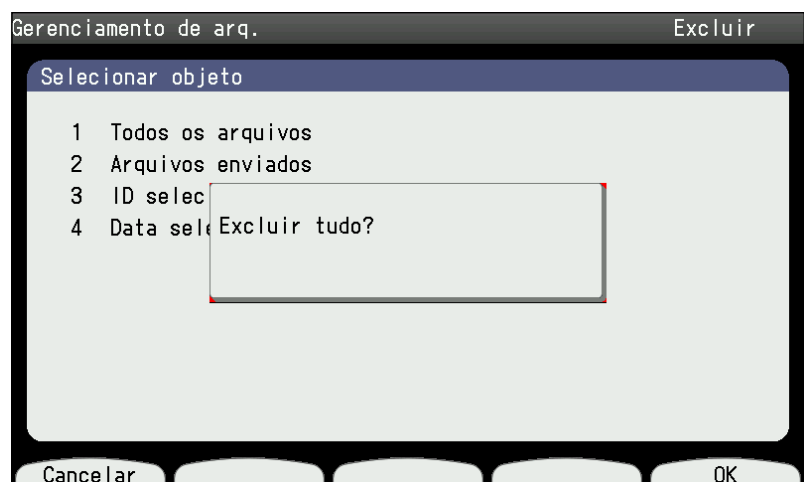 Gerenciamento de arq. Excluir
Selecionar objeto
1 Todos os arquivos
2 Arquivos enviados
3 ID selec
4 Data sele
Excluir tudo?
Cancelar OK